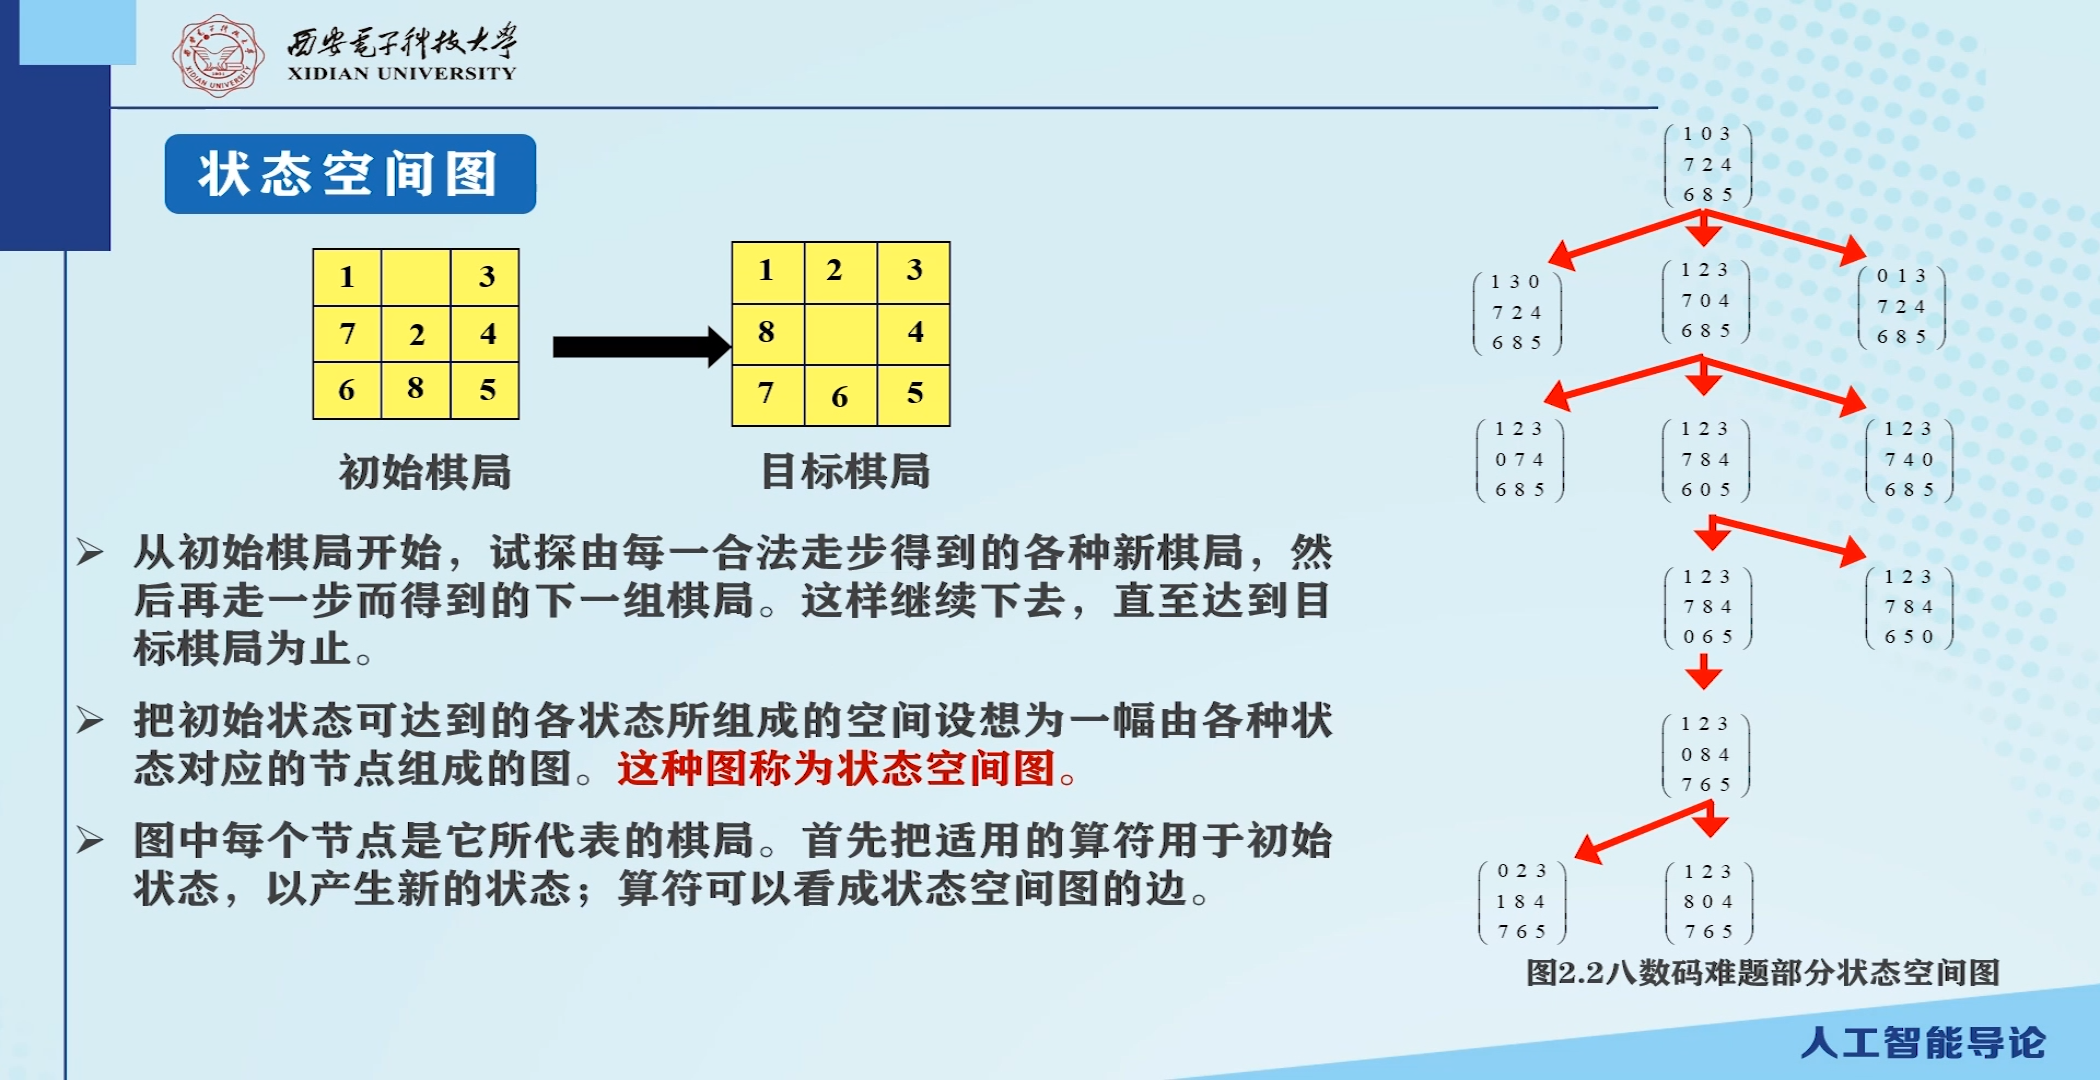 西安电子科技大学
XIDIAN UNIVERSITY
状态空间图
1 3
7 2 4
6 8 5
初始棋局
1 2 3
8 4
7 6 5
目标棋局
从初始棋局开始，试探由每一合法走步得到的各种新棋局，然
后再走一步而得到的下一组棋局。这样继续下去，直至达到目
标棋局为止。
把初始状态可达到的各状态所组成的空间设想为一幅由各种状
态对应的节点组成的图。这种图称为状态空间图。
图中每个节点是它所代表的棋局。首先把适用的算符用于初始
状态，以产生新的状态；算符可以看成状态空间图的边。
1 0 3
7 2 4
6 8 5
1 3 0
7 2 4
6 8 5
1 2 3
7 0 4
6 8 5
0 1 3
7 2 4
6 8 5
1 2 3
0 7 4
6 8 5
1 2 3
7 8 4
6 0 5
1 2 3
7 4 0
6 8 5
1 2 3
7 8 4
0 6 5
1 2 3
7 8 4
6 5 0
1 2 3
0 8 4
7 6 5
0 2 3
1 8 4
7 6 5
1 2 3
8 0 4
7 6 5
图2.2八数码难题部分状态空间图
人工智能导论